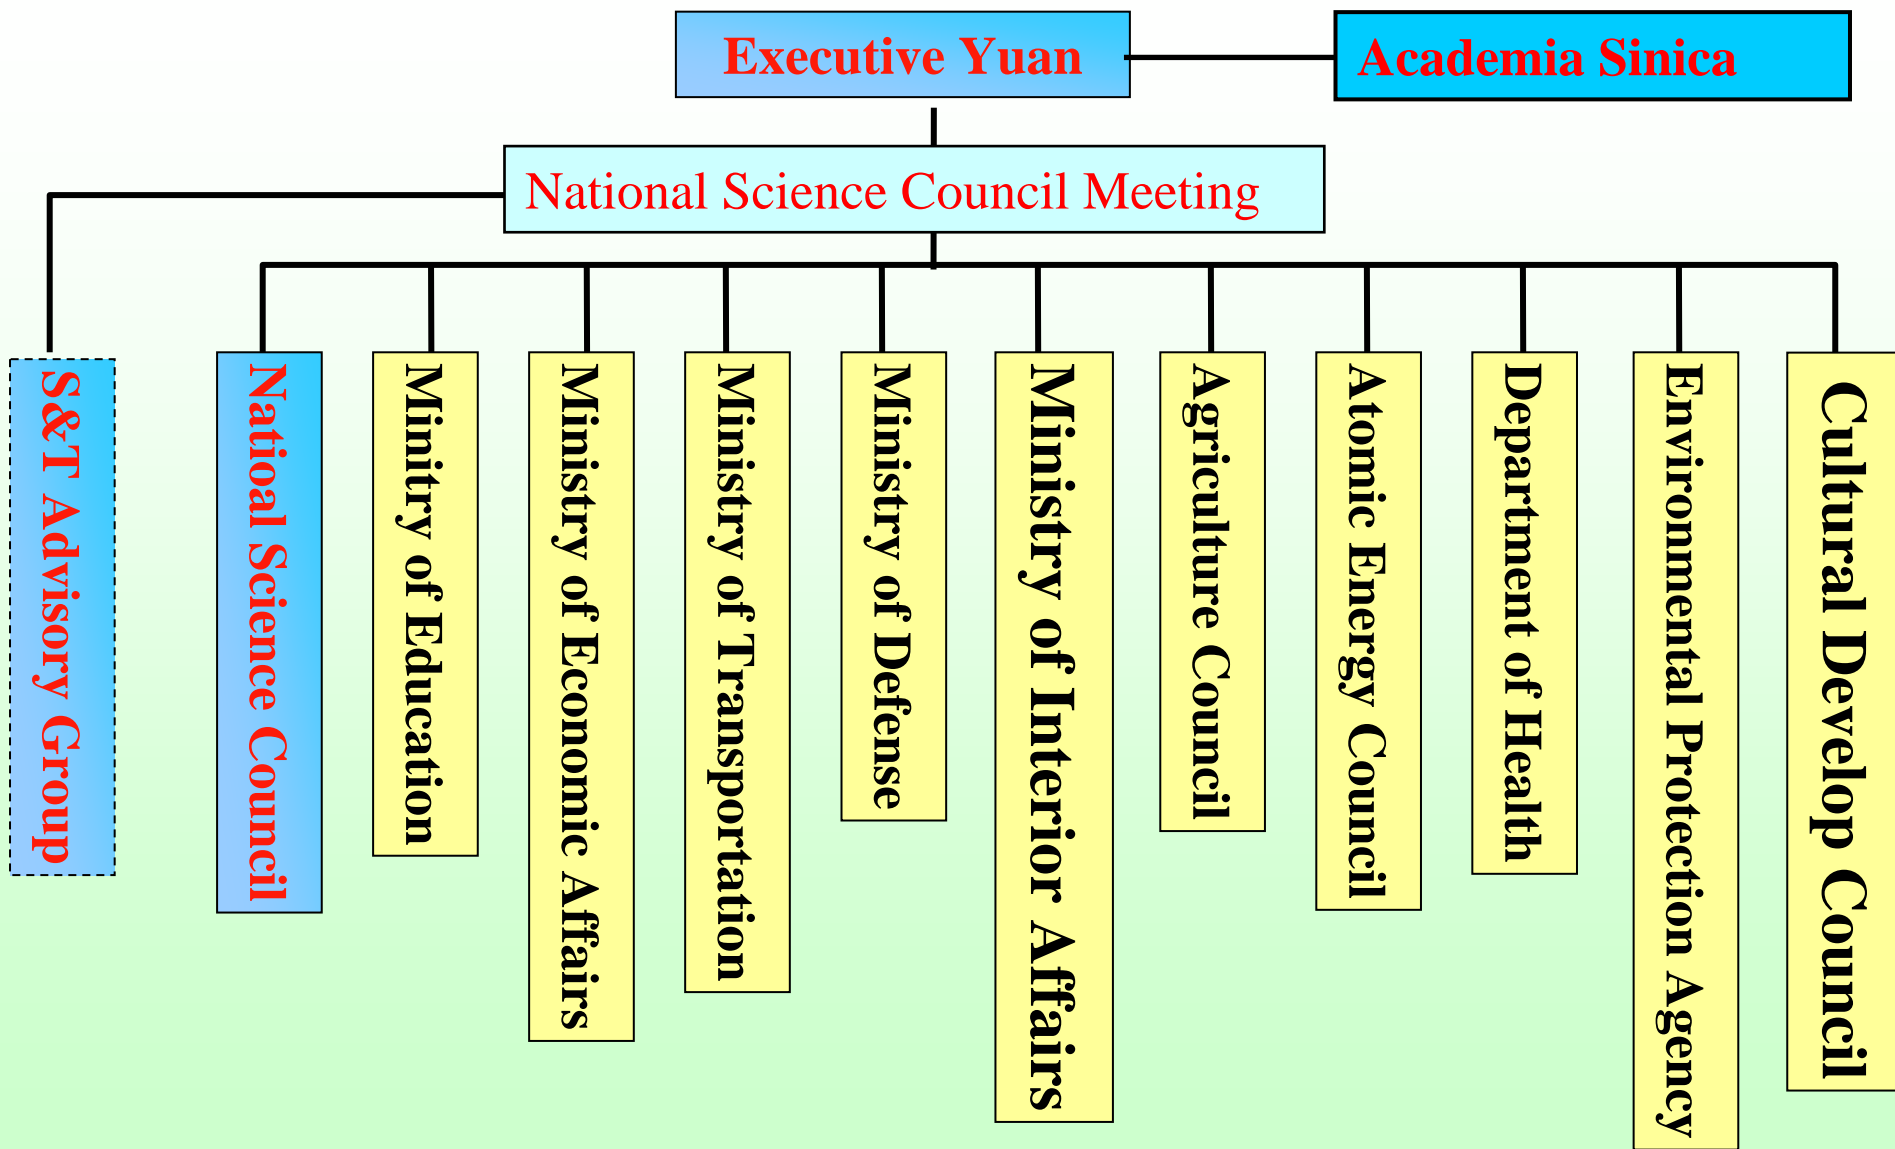 Executive Yuan
Academia Sinica
National Science Council Meeting
S&T Advisory Group
Natioal Science Council
Minitry of Education
Ministry of Economic Affairs
Ministry of Transportation
Ministry of Defense
Ministry of Interior Affairs
Agriculture Council
Atomic Energy Council
Department of Health
Environmental Protection Agency
Cultural Develop Council